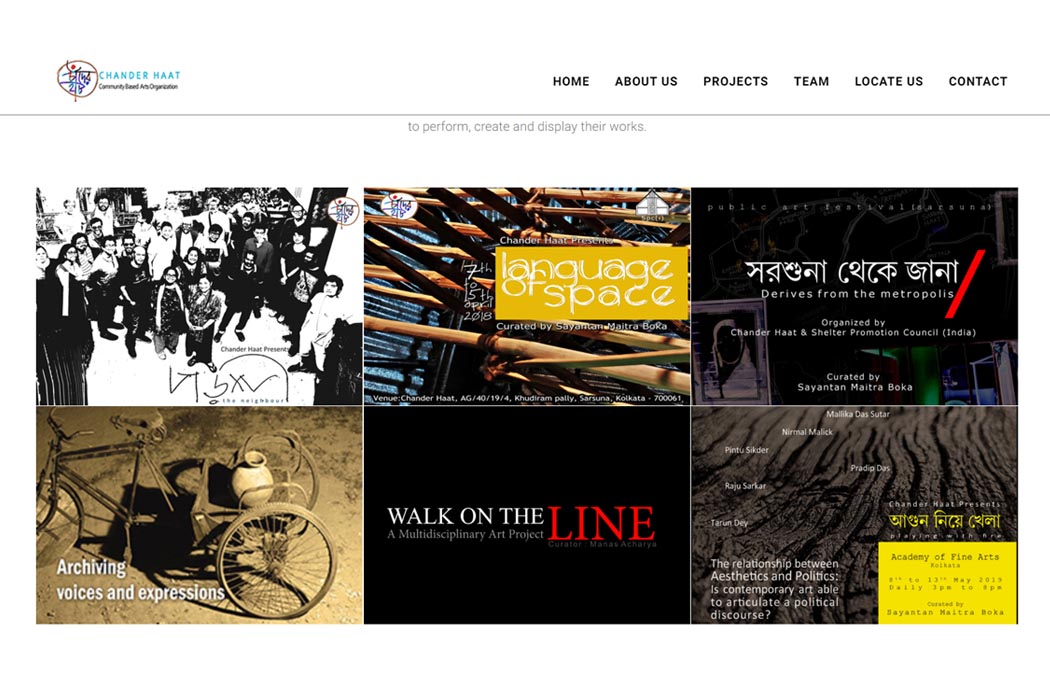 চাঁদের
হাট
CHANDER HAAT
Community Based Arts Organization
HOME
ABOUT US
PROJECTS
TEAM
LOCATE US
CONTACT
to perform, create and display their works.
চাঁদের
হাট
Chander Haat Presents
the neighbour
চাঁদের
হাট
Spc(i)
Chander Haat Presents
7th
to
15th
april
2018
language
of space
Curated by Sayantan Maitra Boka
Venue:Chander Haat, AG/40/19/4, Khudiram pally, Sarsuna, Kolkata - 700061
public art festival(sarsuna)
সরশুনা থেকে জানা/
Derives from the metropolis
Organized by
Chander Haat & Shelter Promotion Council (India)
Curated by
Sayantan Maitra Boka
Archiving
voices and expressions
WALK ON THE LINE
A Multidisciplinary Art Project
Curator : Manas Acharya
Mallika Das Sutar
Nirmal Malick
Pintu Sikder
Pradip Das
Raju Sarkar
Tarun Dey
The relationship between
Aesthetics and Politics:
Is contemporary art able
to articulate a political
discourse?
Chander Haat Presents
আগুন নিয়ে খেলা
playing with fire
Academy of Fine Arts
Kolkata
8th to 13th May 2019
Daily 3pm to 8pm
Curated by
Sayantan Maitra Boka